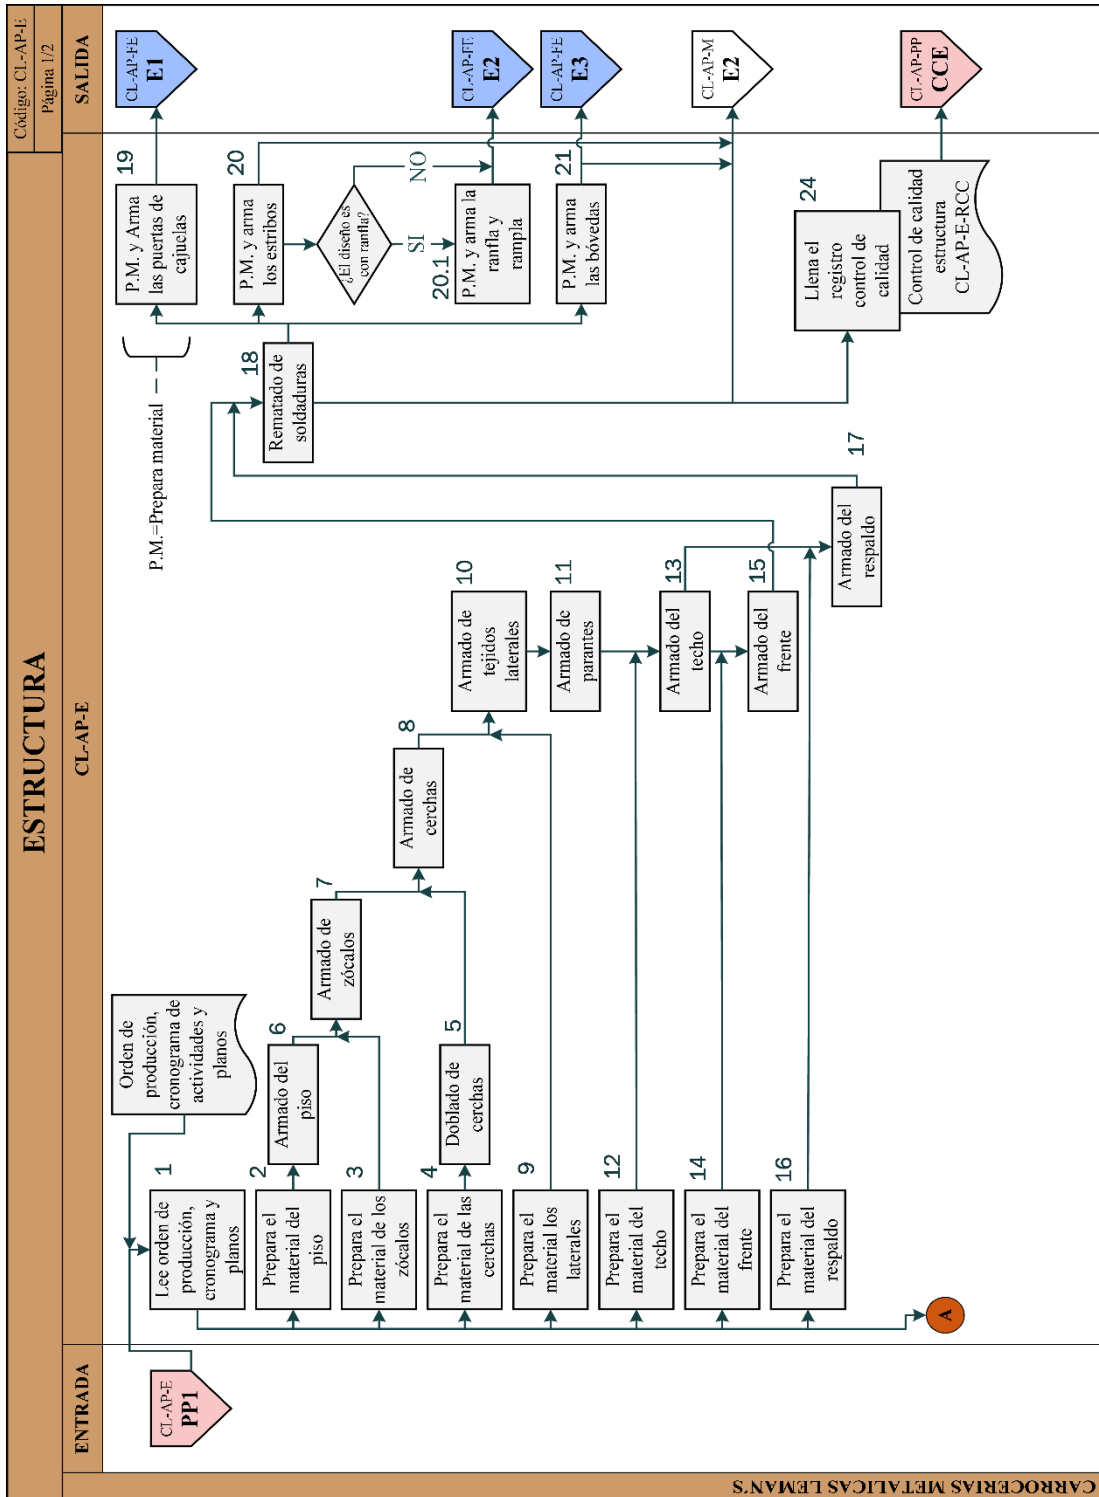 ESTRUCTURA
Código: CL-AP-E
Página 1/2
ENTRADA
CL-AP-E
SALIDA
CARROCERIAS METALICAS LEMAN'S
CL-AP-E
PP1
Orden de
producción,
cronograma de
actividades y
planos
1
Lee orden de
producción,
cronograma y
planos
2
Prepara el
material del
piso
3
Prepara el
material de los
zócalos
4
Prepara el
material de las
cerchas
9
Prepara el
material los
laterales
12
Prepara el
material del
techo
14
Prepara el
material del
frente
16
Prepara el
material del
respaldo
A
6
Armado del
piso
5
Doblado de
cerchas
7
Armado de
zócalos
8
Armado de
cerchas
10
Armado de
tejidos
laterales
11
Armado de
parantes
13
Armado del
techo
15
Armado del
frente
17
Armado del
respaldo
P.M.=Prepara material
18
Rematado de
soldaduras
19
P.M. y Arma
las puertas de
cajuelas
20
P.M. y arma
los estribos
¿El diseño es
con ranfla?
NO
SI
20.1
P.M. y arma la
ranfla y
rampla
21
P.M. y arma
las bóvedas
24
Llena el
registro
control de
calidad
Control de calidad
estructura
CL-AP-E-RCC
CL-AP-FE
E1
CL-AP-FE
E2
CL-AP-FE
E3
CL-AP-M
E2
CL-AP-PP
CCE